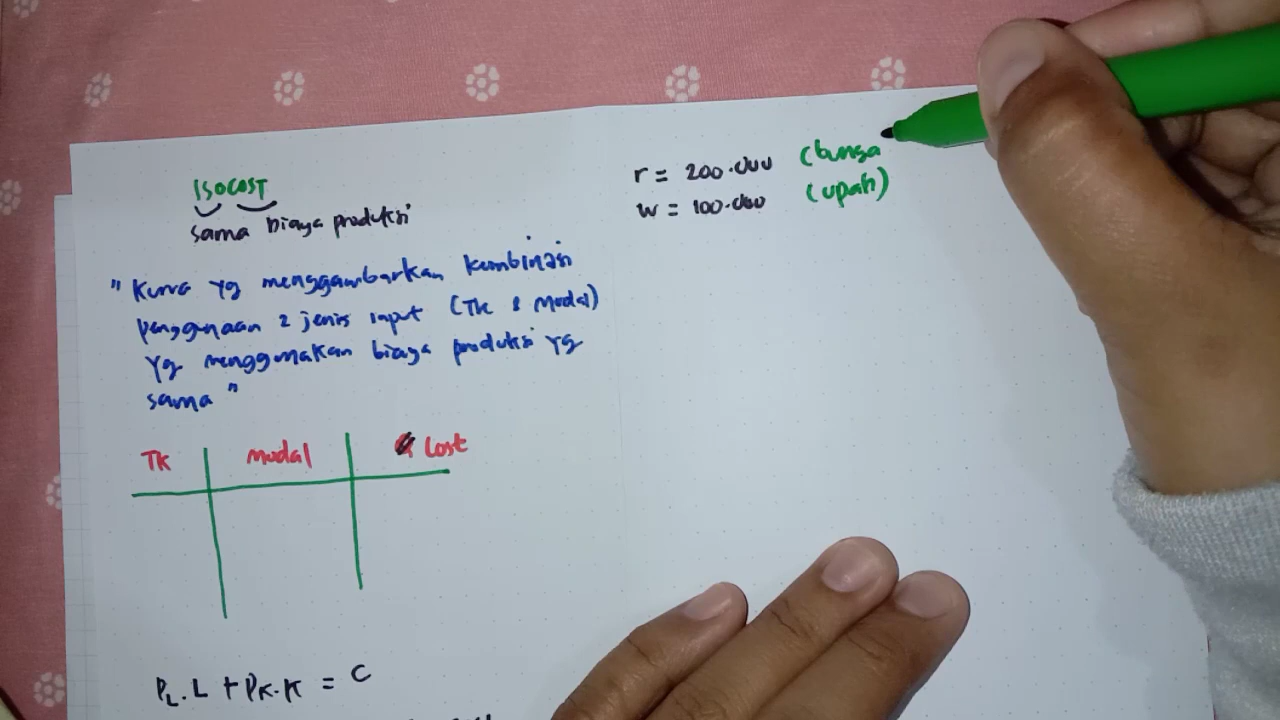 ISOCOST
sama biaya produksi
"Kurva yg menggambarkan kombinasi
penggunaan 2 jenis input (TK & Modal)
yg menggunakan biaya produksi yg
sama"
TK modal Cost
PL.L + PK.K = C
r = 200.000 (bunga
w = 100.000 (upah)